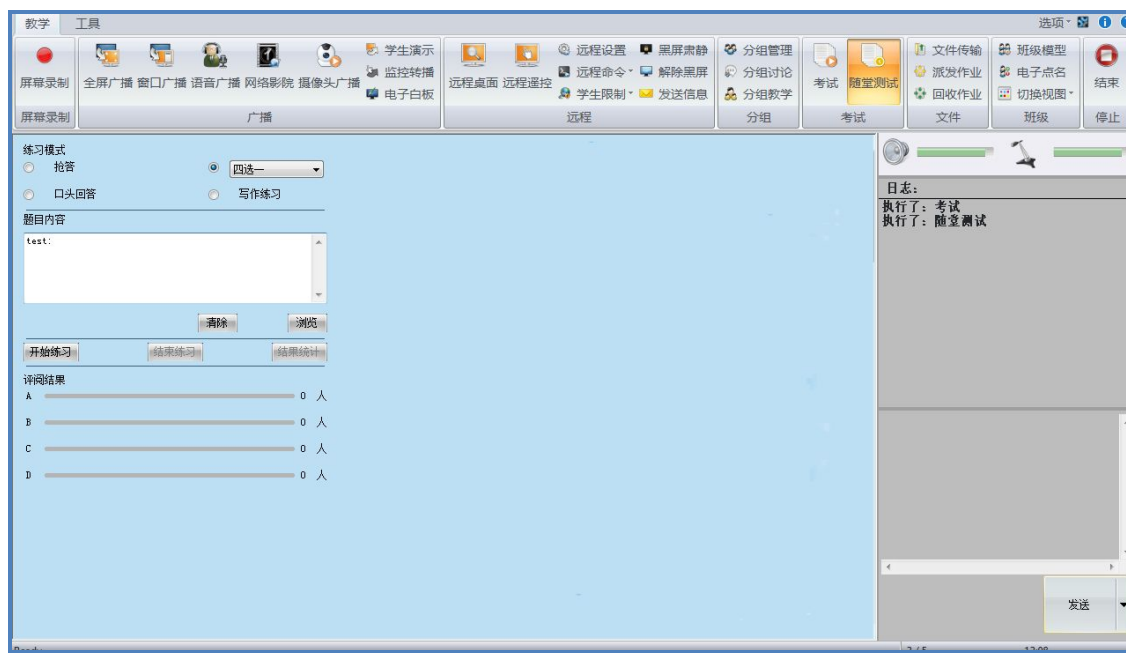 教学 工具 选项
学生演示 远程设置 黑屏肃静 分组管理 文件传输 班级模型
监控转播 远程命令 解除黑屏 分组讨论 派发作业 电子点名
屏幕录制 全屏广播 窗口广播 语音广播 网络影院 摄像头广播 远程桌面 远程遥控 考试 随堂测试 结束
电子白板 学生限制 发送信息 分组教学 回收作业 切换视图
屏幕录制 广播 远程 分组 考试 文件 班级 停止
练习模式
抢答 四选一
口头回答 写作练习
题目内容
test:
清除 浏览
开始练习 结束练习 结果统计
评阅结果
A 0 人
B 0 人
C 0 人
D 0 人
日志:
执行了: 考试
执行了: 随堂测试
发送